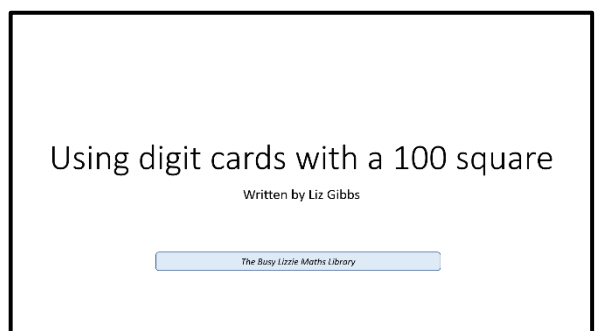 Using digit cards with a 100 square
Written by Liz Gibbs
The Busy Lizzie Maths Library